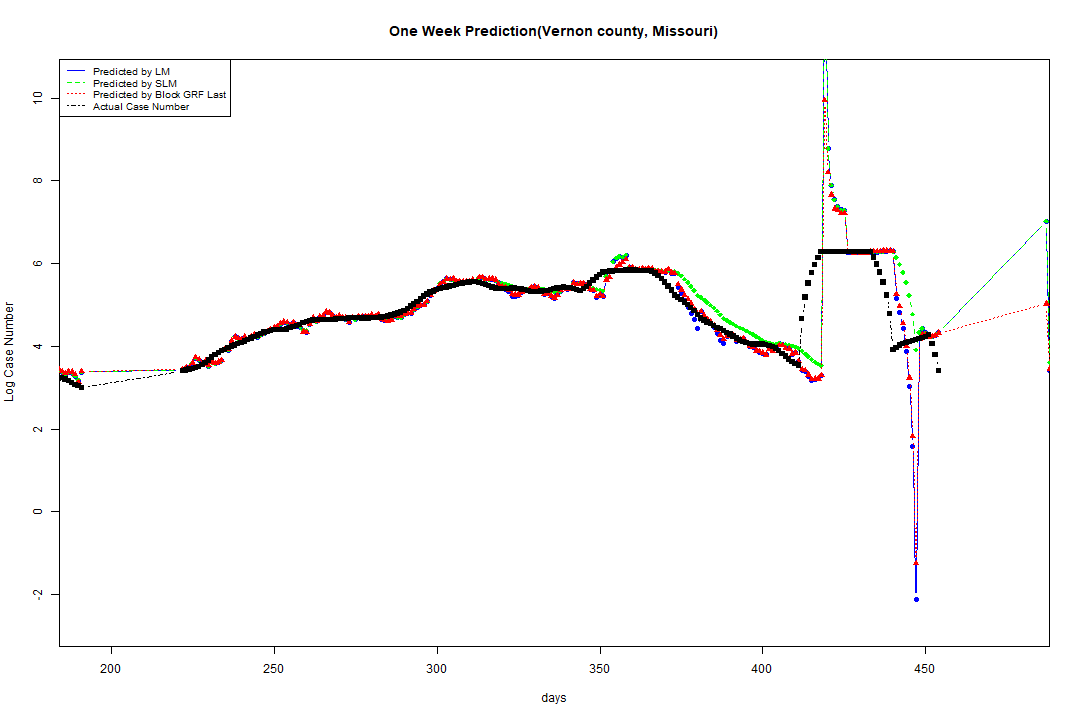 One Week Prediction(Vernon county, Missouri)
Predicted by LM
Predicted by SLM
Predicted by Block GRF Last
Actual Case Number
10
8
6
4
2
0
-2
Log Case Number
200 250 300 350 400 450
days